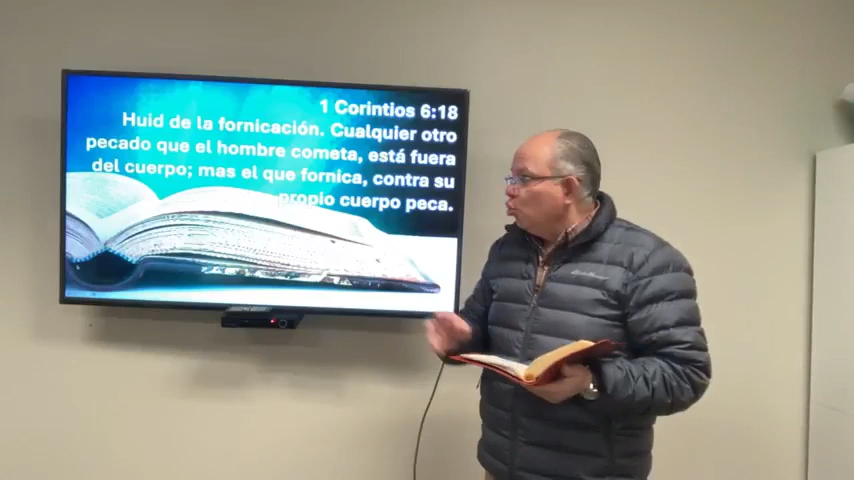 1 Corintios 6:18
Huid de la fornicación. Cualquier otro
pecado que el hombre cometa, está fuera
del cuerpo; mas el que fornica, contra su
propio cuerpo peca.